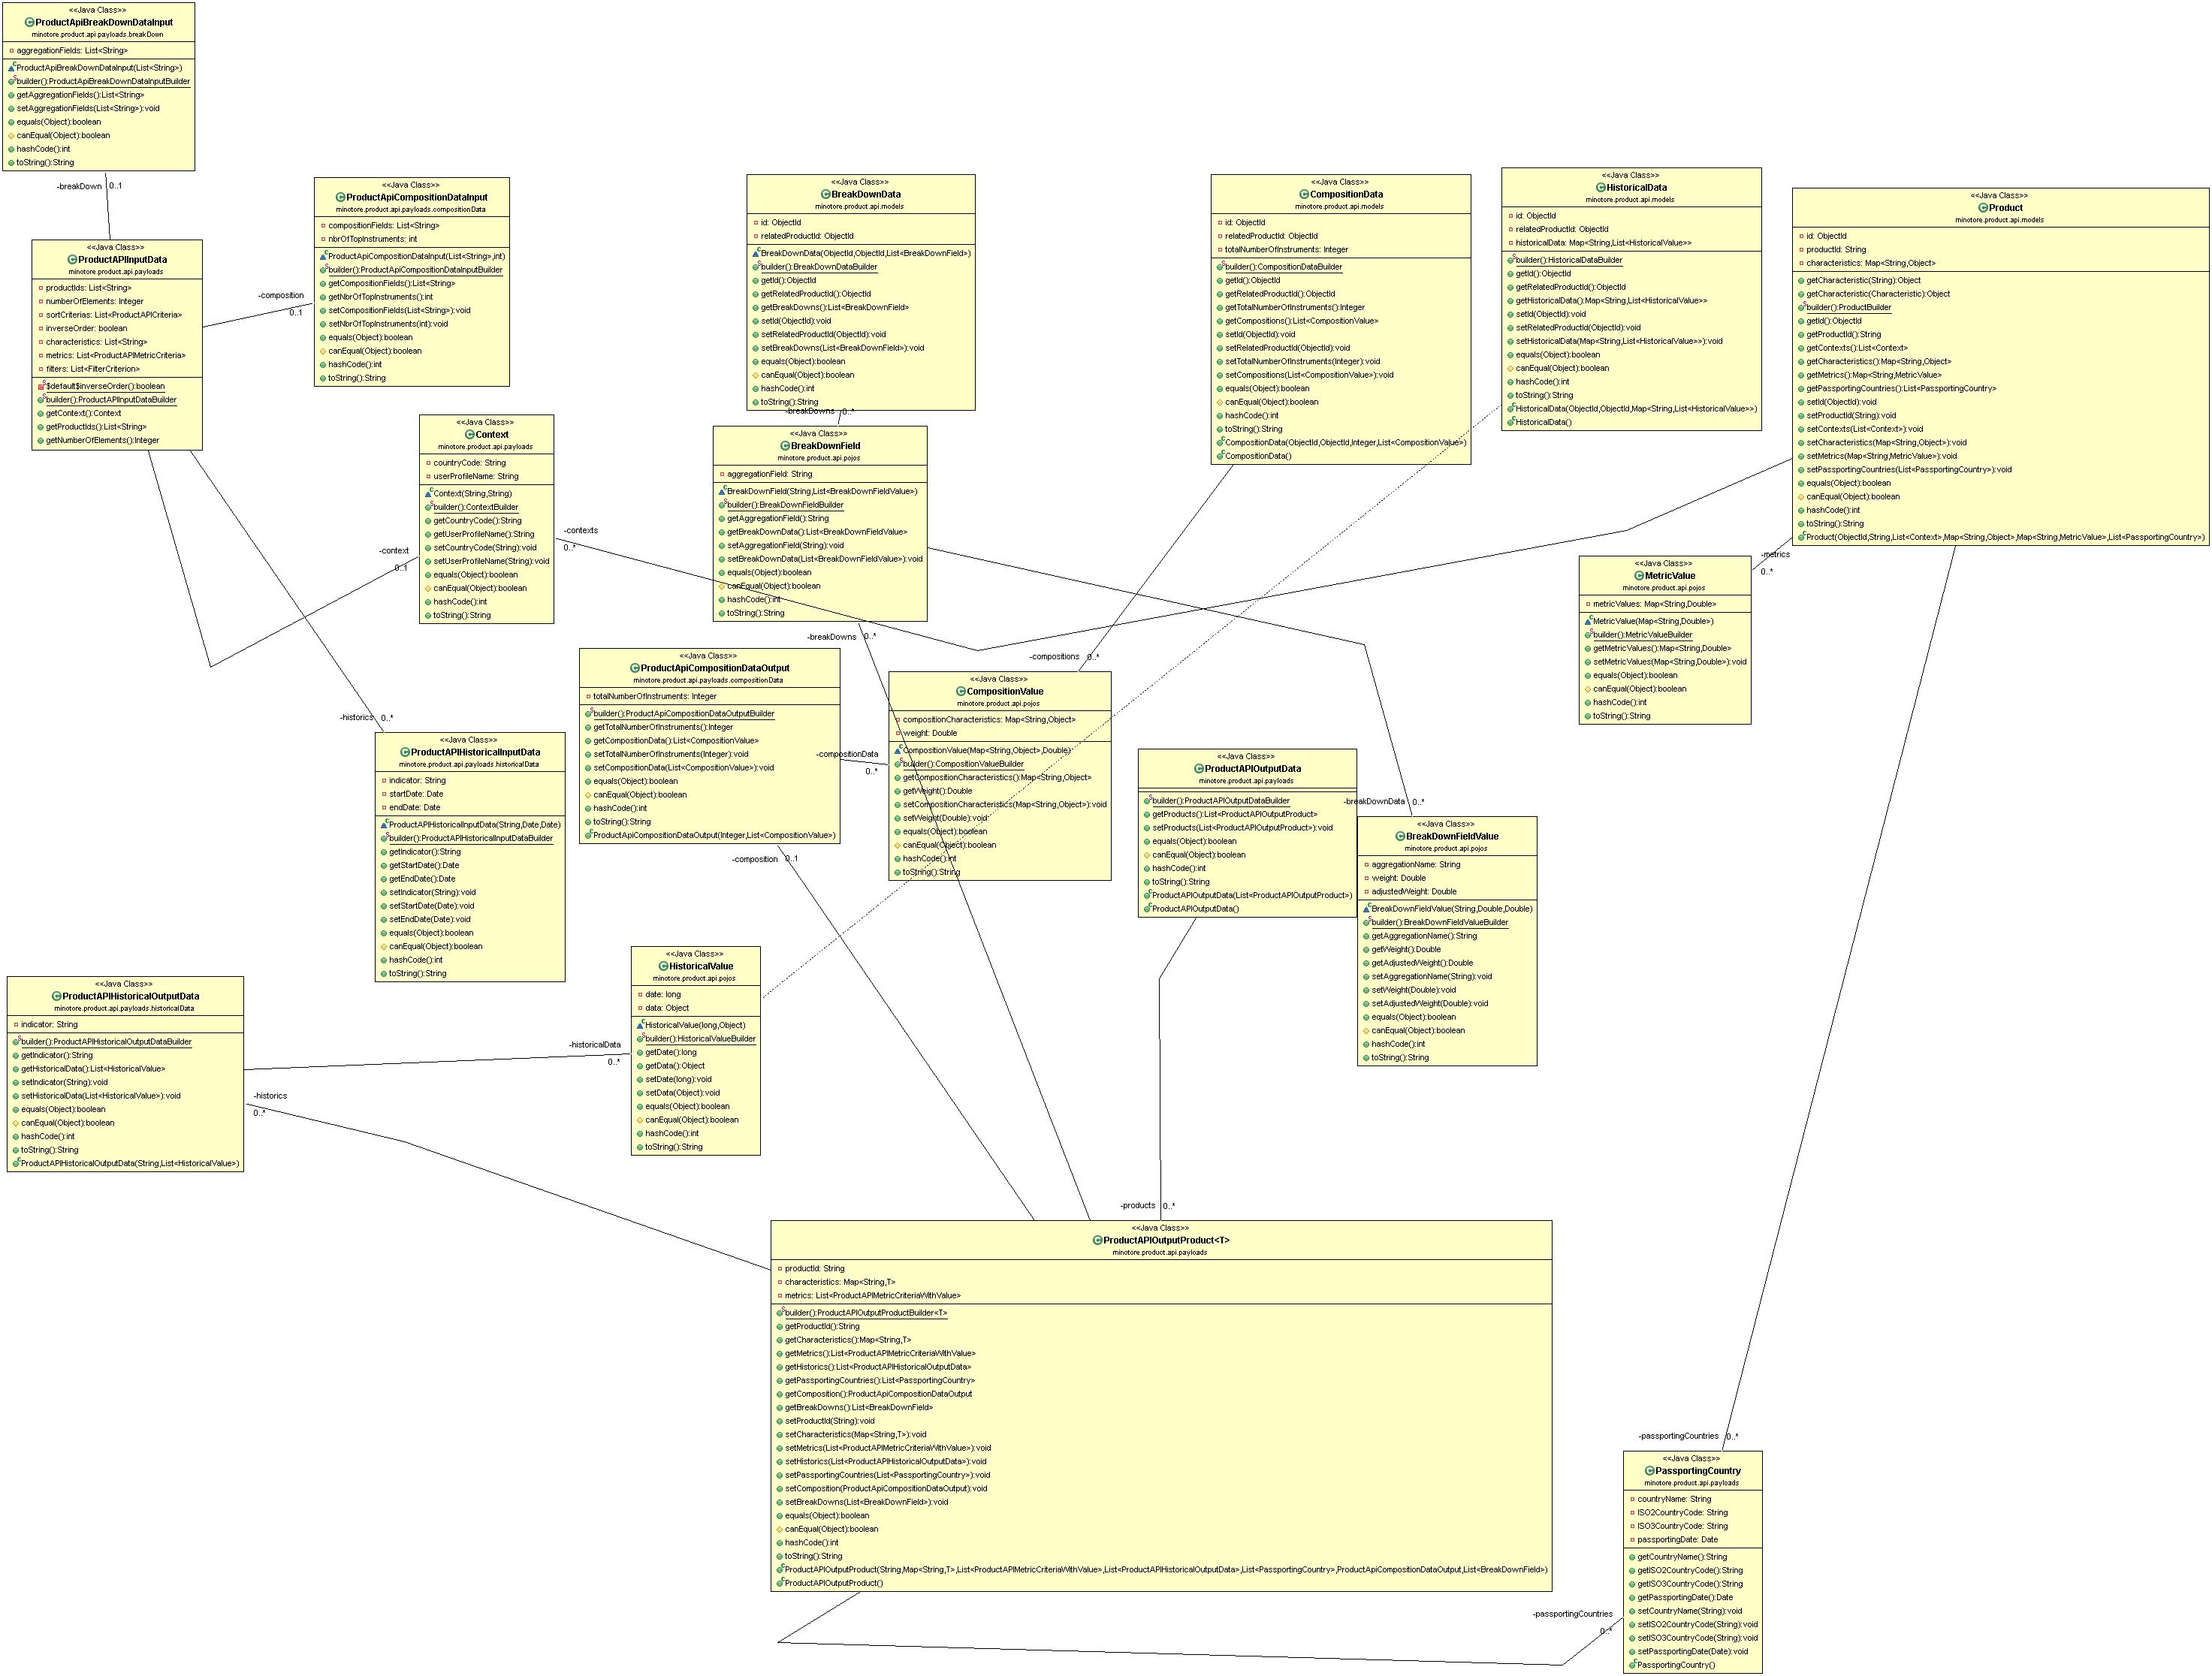 <<Java Class>>
ProductApiBreakDownDataInput
minotore.product.api.payloads.breakDown
aggregationFields: List<String>
ProductApiBreakDownDataInput(List<String>)
builder():ProductApiBreakDownDataInputBuilder
getAggregationFields():List<String>
setAggregationFields(List<String>):void
equals(Object):boolean
canEqual(Object):boolean
hashCode():int
toString():String
-breakDown
0..1
<<Java Class>>
ProductAPIInputData
minotore.product.api.payloads
productIds: List<String>
numberOfElements: Integer
sortCriterias: List<ProductAPICriteria>
inverseOrder: boolean
characteristics: List<String>
metrics: List<ProductAPIMetricCriteria>
filters: List<FilterCriterion>
$default$inverseOrder():boolean
builder():ProductAPIInputDataBuilder
getContext():Context
getProductIds():List<String>
getNumberOfElements():Integer
-composition
0..1
<<Java Class>>
ProductApiCompositionDataInput
minotore.product.api.payloads.compositionData
compositionFields: List<String>
nbrOfTopInstruments: int
ProductApiCompositionDataInput(List<String>,int)
builder():ProductApiCompositionDataInputBuilder
getCompositionFields():List<String>
getNbrOfTopInstruments():int
setCompositionFields(List<String>):void
setNbrOfTopInstruments(int):void
equals(Object):boolean
canEqual(Object):boolean
hashCode():int
toString():String
<<Java Class>>
BreakDownData
minotore.product.api.models
id: ObjectId
relatedProductId: ObjectId
BreakDownData(ObjectId,ObjectId,List<BreakDownField>)
builder():BreakDownDataBuilder
getId():ObjectId
getRelatedProductId():ObjectId
getBreakDowns():List<BreakDownField>
setId(ObjectId):void
setRelatedProductId(ObjectId):void
setBreakDowns(List<BreakDownField>):void
equals(Object):boolean
canEqual(Object):boolean
hashCode():int
toString():String
-breakDowns
0..*
<<Java Class>>
CompositionData
minotore.product.api.models
id: ObjectId
relatedProductId: ObjectId
totalNumberOfInstruments: Integer
builder():CompositionDataBuilder
getId():ObjectId
getRelatedProductId():ObjectId
getTotalNumberOfInstruments():Integer
getCompositions():List<CompositionValue>
setId(ObjectId):void
setRelatedProductId(ObjectId):void
setTotalNumberOfInstruments(Integer):void
setCompositions(List<CompositionValue>):void
equals(Object):boolean
canEqual(Object):boolean
hashCode():int
toString():String
CompositionData(ObjectId,ObjectId,Integer,List<CompositionValue>)
CompositionData()
<<Java Class>>
HistoricalData
minotore.product.api.models
id: ObjectId
relatedProductId: ObjectId
historicalData: Map<String,List<HistoricalValue>>
builder():HistoricalDataBuilder
getId():ObjectId
getRelatedProductId():ObjectId
getHistoricalData():Map<String,List<HistoricalValue>>
setId(ObjectId):void
setRelatedProductId(ObjectId):void
setHistoricalData(Map<String,List<HistoricalValue>>):void
equals(Object):boolean
canEqual(Object):boolean
hashCode():int
toString():String
HistoricalData(ObjectId,ObjectId,Map<String,List<HistoricalValue>>)
HistoricalData()
<<Java Class>>
Product
minotore.product.api.models
id: ObjectId
productId: String
characteristics: Map<String,Object>
getCharacteristic(String):Object
getCharacteristic(Characteristic):Object
builder():ProductBuilder
getId():ObjectId
getProductId():String
getContexts():List<Context>
getCharacteristics():Map<String,Object>
getMetrics():Map<String,MetricValue>
getPassportingCountries():List<PassportingCountry>
setId(ObjectId):void
setProductId(String):void
setContexts(List<Context>):void
setCharacteristics(Map<String,Object>):void
setMetrics(Map<String,MetricValue>):void
setPassportingCountries(List<PassportingCountry>):void
equals(Object):boolean
canEqual(Object):boolean
hashCode():int
toString():String
Product(ObjectId,String,List<Context>,Map<String,Object>,Map<String,MetricValue>,List<PassportingCountry>)
-metrics
0..*
<<Java Class>>
Context
minotore.product.api.payloads
countryCode: String
userProfileName: String
Context(String,String)
builder():ContextBuilder
getCountryCode():String
getUserProfileName():String
setCountryCode(String):void
setUserProfileName(String):void
equals(Object):boolean
canEqual(Object):boolean
hashCode():int
toString():String
-context
0..1
-contexts
0..*
<<Java Class>>
BreakDownField
minotore.product.api.pojos
aggregationField: String
BreakDownField(String,List<BreakDownFieldValue>)
builder():BreakDownFieldBuilder
getAggregationField():String
getBreakDownData():List<BreakDownFieldValue>
setAggregationField(String):void
setBreakDownData(List<BreakDownFieldValue>):void
equals(Object):boolean
canEqual(Object):boolean
hashCode():int
toString():String
-breakDowns
0..*
<<Java Class>>
MetricValue
minotore.product.api.pojos
metricValues: Map<String,Double>
MetricValue(Map<String,Double>)
builder():MetricValueBuilder
getMetricValues():Map<String,Double>
setMetricValues(Map<String,Double>):void
equals(Object):boolean
canEqual(Object):boolean
hashCode():int
toString():String
<<Java Class>>
ProductApiCompositionDataOutput
minotore.product.api.payloads.compositionData
totalNumberOfInstruments: Integer
builder():ProductApiCompositionDataOutputBuilder
getTotalNumberOfInstruments():Integer
getCompositionData():List<CompositionValue>
setTotalNumberOfInstruments(Integer):void
setCompositionData(List<CompositionValue>):void
equals(Object):boolean
canEqual(Object):boolean
hashCode():int
toString():String
ProductApiCompositionDataOutput(Integer,List<CompositionValue>)
-compositionData
0..*
-compositions
0..*
<<Java Class>>
CompositionValue
minotore.product.api.pojos
compositionCharacteristics: Map<String,Object>
weight: Double
CompositionValue(Map<String,Object>,Double)
builder():CompositionValueBuilder
getCompositionCharacteristics():Map<String,Object>
getWeight():Double
setCompositionCharacteristics(Map<String,Object>):void
setWeight(Double):void
equals(Object):boolean
canEqual(Object):boolean
hashCode():int
toString():String
-historics
0..*
<<Java Class>>
ProductAPIHistoricalInputData
minotore.product.api.payloads.historicalData
indicator: String
startDate: Date
endDate: Date
ProductAPIHistoricalInputData(String,Date,Date)
builder():ProductAPIHistoricalInputDataBuilder
getIndicator():String
getStartDate():Date
getEndDate():Date
setIndicator(String):void
setStartDate(Date):void
setEndDate(Date):void
equals(Object):boolean
canEqual(Object):boolean
hashCode():int
toString():String
<<Java Class>>
ProductAPIOutputData
minotore.product.api.payloads
builder():ProductAPIOutputDataBuilder
getProducts():List<ProductAPIOutputProduct>
setProducts(List<ProductAPIOutputProduct>):void
equals(Object):boolean
canEqual(Object):boolean
hashCode():int
toString():String
ProductAPIOutputData(List<ProductAPIOutputProduct>)
ProductAPIOutputData()
-breakDownData
0..*
<<Java Class>>
BreakDownFieldValue
minotore.product.api.pojos
aggregationName: String
weight: Double
adjustedWeight: Double
BreakDownFieldValue(String,Double,Double)
builder():BreakDownFieldValueBuilder
getAggregationName():String
getWeight():Double
getAdjustedWeight():Double
setAggregationName(String):void
setWeight(Double):void
setAdjustedWeight(Double):void
equals(Object):boolean
canEqual(Object):boolean
hashCode():int
toString():String
-composition
0..1
<<Java Class>>
HistoricalValue
minotore.product.api.pojos
date: long
data: Object
HistoricalValue(long,Object)
builder():HistoricalValueBuilder
getDate():long
getData():Object
setDate(long):void
setData(Object):void
equals(Object):boolean
canEqual(Object):boolean
hashCode():int
toString():String
-historicalData
0..*
<<Java Class>>
ProductAPIHistoricalOutputData
minotore.product.api.payloads.historicalData
indicator: String
builder():ProductAPIHistoricalOutputDataBuilder
getIndicator():String
getHistoricalData():List<HistoricalValue>
setIndicator(String):void
setHistoricalData(List<HistoricalValue>):void
equals(Object):boolean
canEqual(Object):boolean
hashCode():int
toString():String
ProductAPIHistoricalOutputData(String,List<HistoricalValue>)
-historics
0..*
-products
0..*
<<Java Class>>
ProductAPIOutputProduct<T>
minotore.product.api.payloads
productId: String
characteristics: Map<String,T>
metrics: List<ProductAPIMetricCriteriaWithValue>
builder():ProductAPIOutputProductBuilder<T>
getProductId():String
getCharacteristics():Map<String,T>
getMetrics():List<ProductAPIMetricCriteriaWithValue>
getHistorics():List<ProductAPIHistoricalOutputData>
getPassportingCountries():List<PassportingCountry>
getComposition():ProductApiCompositionDataOutput
getBreakDowns():List<BreakDownField>
setProductId(String):void
setCharacteristics(Map<String,T>):void
setMetrics(List<ProductAPIMetricCriteriaWithValue>):void
setHistorics(List<ProductAPIHistoricalOutputData>):void
setPassportingCountries(List<PassportingCountry>):void
setComposition(ProductApiCompositionDataOutput):void
setBreakDowns(List<BreakDownField>):void
equals(Object):boolean
canEqual(Object):boolean
hashCode():int
toString():String
ProductAPIOutputProduct(String,Map<String,T>,List<ProductAPIMetricCriteriaWithValue>,List<ProductAPIHistoricalOutputData>,List<PassportingCountry>,ProductApiCompositionDataOutput,List<BreakDownField>)
ProductAPIOutputProduct()
-passportingCountries
0..*
<<Java Class>>
PassportingCountry
minotore.product.api.payloads
countryName: String
ISO2CountryCode: String
ISO3CountryCode: String
passportingDate: Date
getCountryName():String
getISO2CountryCode():String
getISO3CountryCode():String
getPassportingDate():Date
setCountryName(String):void
setISO2CountryCode(String):void
setISO3CountryCode(String):void
setPassportingDate(Date):void
PassportingCountry()
-passportingCountries
0..*